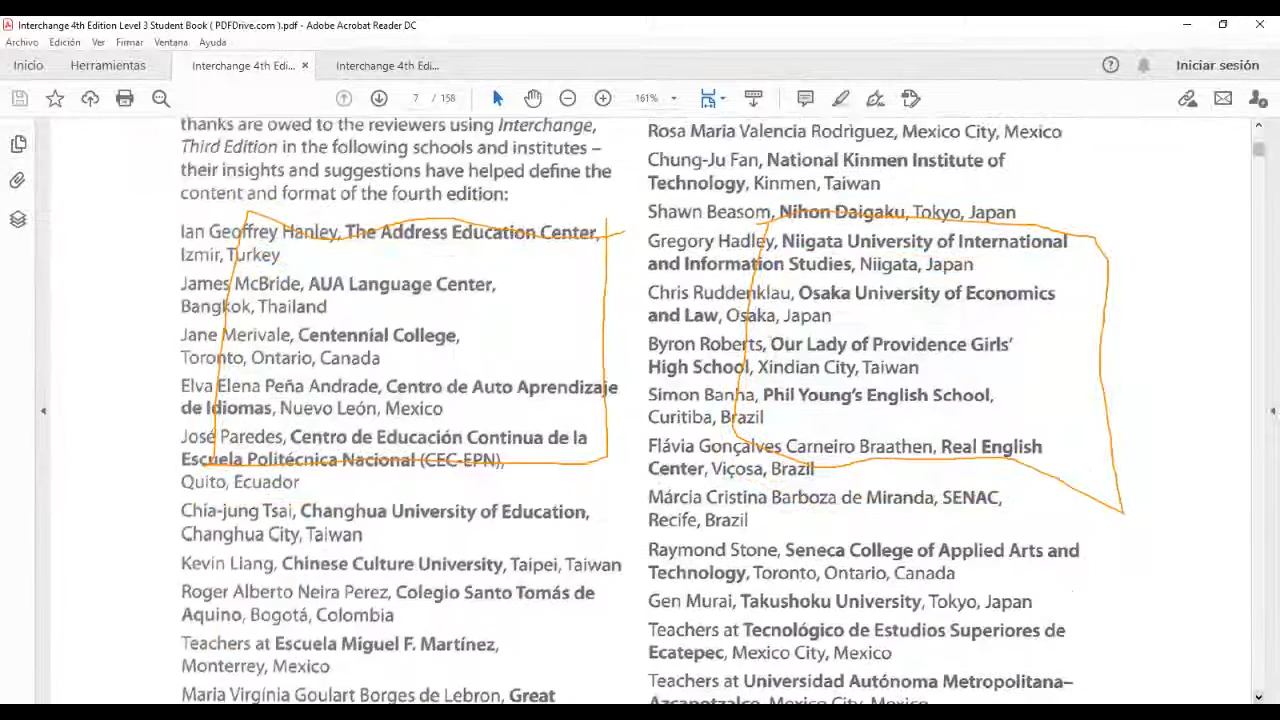 Interchange 4th Edition Level 3 Student Book ( PDFDrive.com ).pdf - Adobe Acrobat Reader DC
Archivo Edición Ver Firmar Ventana Ayuda
Inicio Herramientas Interchange 4th Edi... × Interchange 4th Edi... Iniciar sesión
7 / 158 161%
thanks are owed to the reviewers using Interchange,
Third Edition in the following schools and institutes –
their insights and suggestions have helped define the
content and format of the fourth edition:
Ian Geoffrey Hanley, The Address Education Center,
Izmir, Turkey
James McBride, AUA Language Center,
Bangkok, Thailand
Jane Merivale, Centennial College,
Toronto, Ontario, Canada
Elva Elena Peña Andrade, Centro de Auto Aprendizaje
de Idiomas, Nuevo León, Mexico
José Paredes, Centro de Educación Continua de la
Escuela Politécnica Nacional (CEC-EPN),
Quito, Ecuador
Chia-jung Tsai, Changhua University of Education,
Changhua City, Taiwan
Kevin Liang, Chinese Culture University, Taipei, Taiwan
Roger Alberto Neira Perez, Colegio Santo Tomás de
Aquino, Bogotá, Colombia
Teachers at Escuela Miguel F. Martínez,
Monterrey, Mexico
Maria Virgínia Goulart Borges de Lebron, Great
Rosa Maria Valencia Rodriguez, Mexico City, Mexico
Chung-Ju Fan, National Kinmen Institute of
Technology, Kinmen, Taiwan
Shawn Beasom, Nihon Daigaku, Tokyo, Japan
Gregory Hadley, Niigata University of International
and Information Studies, Niigata, Japan
Chris Ruddenklau, Osaka University of Economics
and Law, Osaka, Japan
Byron Roberts, Our Lady of Providence Girls'
High School, Xindian City, Taiwan
Simon Banha, Phil Young's English School,
Curitiba, Brazil
Flávia Gonçalves Carneiro Braathen, Real English
Center, Viçosa, Brazil
Márcia Cristina Barboza de Miranda, SENAC,
Recife, Brazil
Raymond Stone, Seneca College of Applied Arts and
Technology, Toronto, Ontario, Canada
Gen Murai, Takushoku University, Tokyo, Japan
Teachers at Tecnológico de Estudios Superiores de
Ecatepec, Mexico City, Mexico
Teachers at Universidad Autónoma Metropolitana–
Azcapotzalco, Mexico City, Mexico